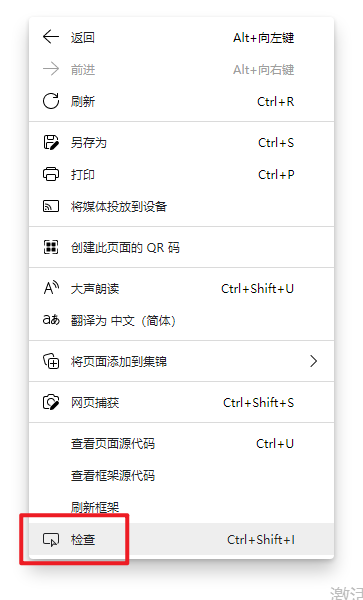 返回 Alt+向左键
前进 Alt+向右键
刷新 Ctrl+R
另存为 Ctrl+S
打印 Ctrl+P
将媒体投放到设备
创建此页面的 QR 码
大声朗读 Ctrl+Shift+U
aあ 翻译为 中文（简体）
将页面添加到集锦
网页捕获 Ctrl+Shift+S
查看页面源代码 Ctrl+U
查看框架源代码
刷新框架
检查 Ctrl+Shift+I
激活